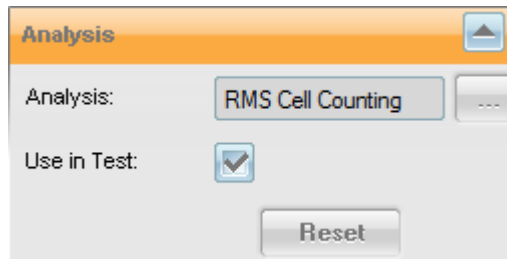 Analysis
Analysis: RMS Cell Counting ...
Use in Test:
Reset